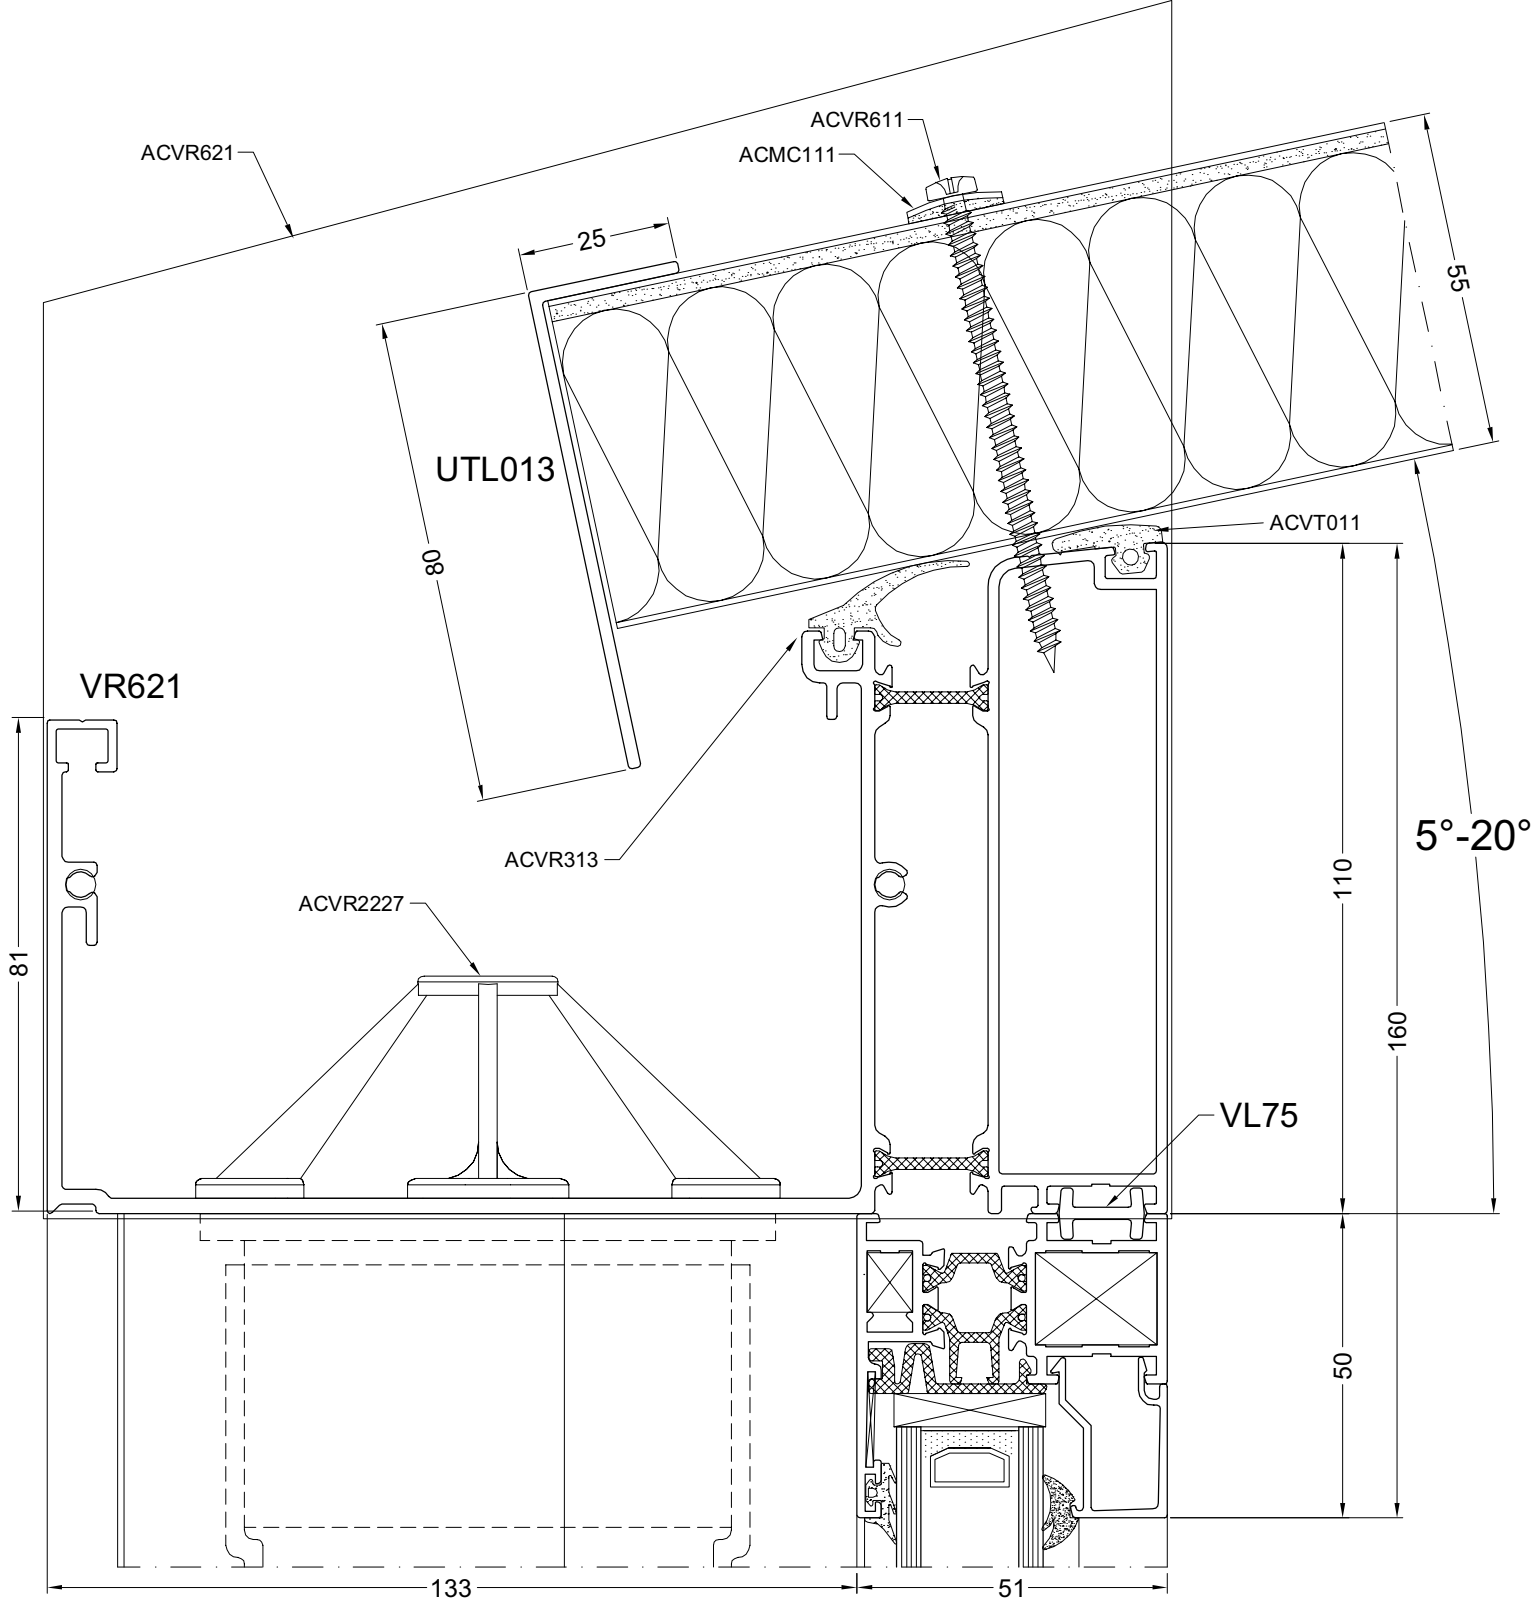 ACVR611
ACVR621
ACMC111
25
55
UTL013
ACVT011
80
VR621
5°-20°
ACVR313
110
ACVR2227
81
160
VL75
50
133
51